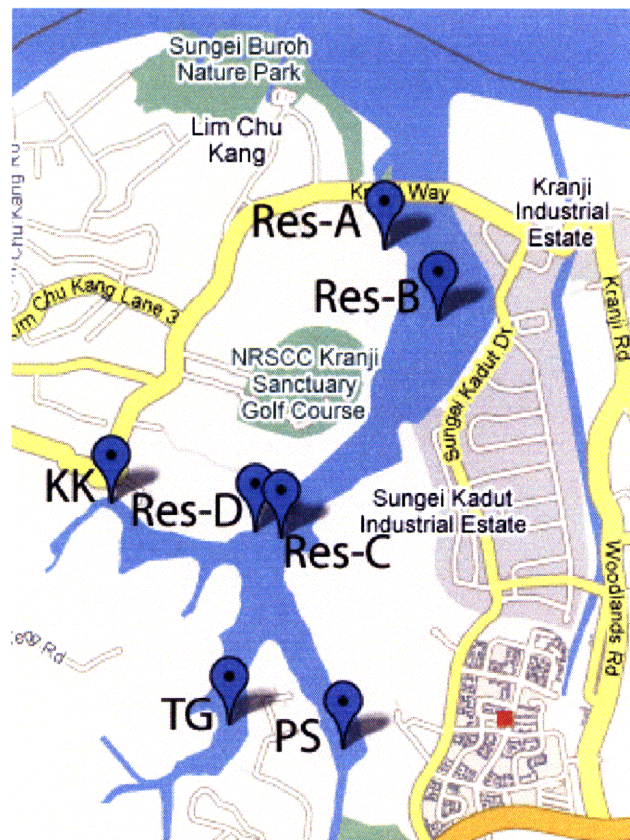 Sungei Buroh
Nature Park
Lim Chu
Kang
Kranji
Industrial
Estate
Res-A
Res-B
Kranji Rd
Lim Chu Kang Lane 3
NRSCC Kranji
Sanctuary
Golf Course
Sungei Kadut Dr
KK
Res-D
Res-C
Sungei Kadut
Industrial Estate
Woodlands Rd
TG
PS